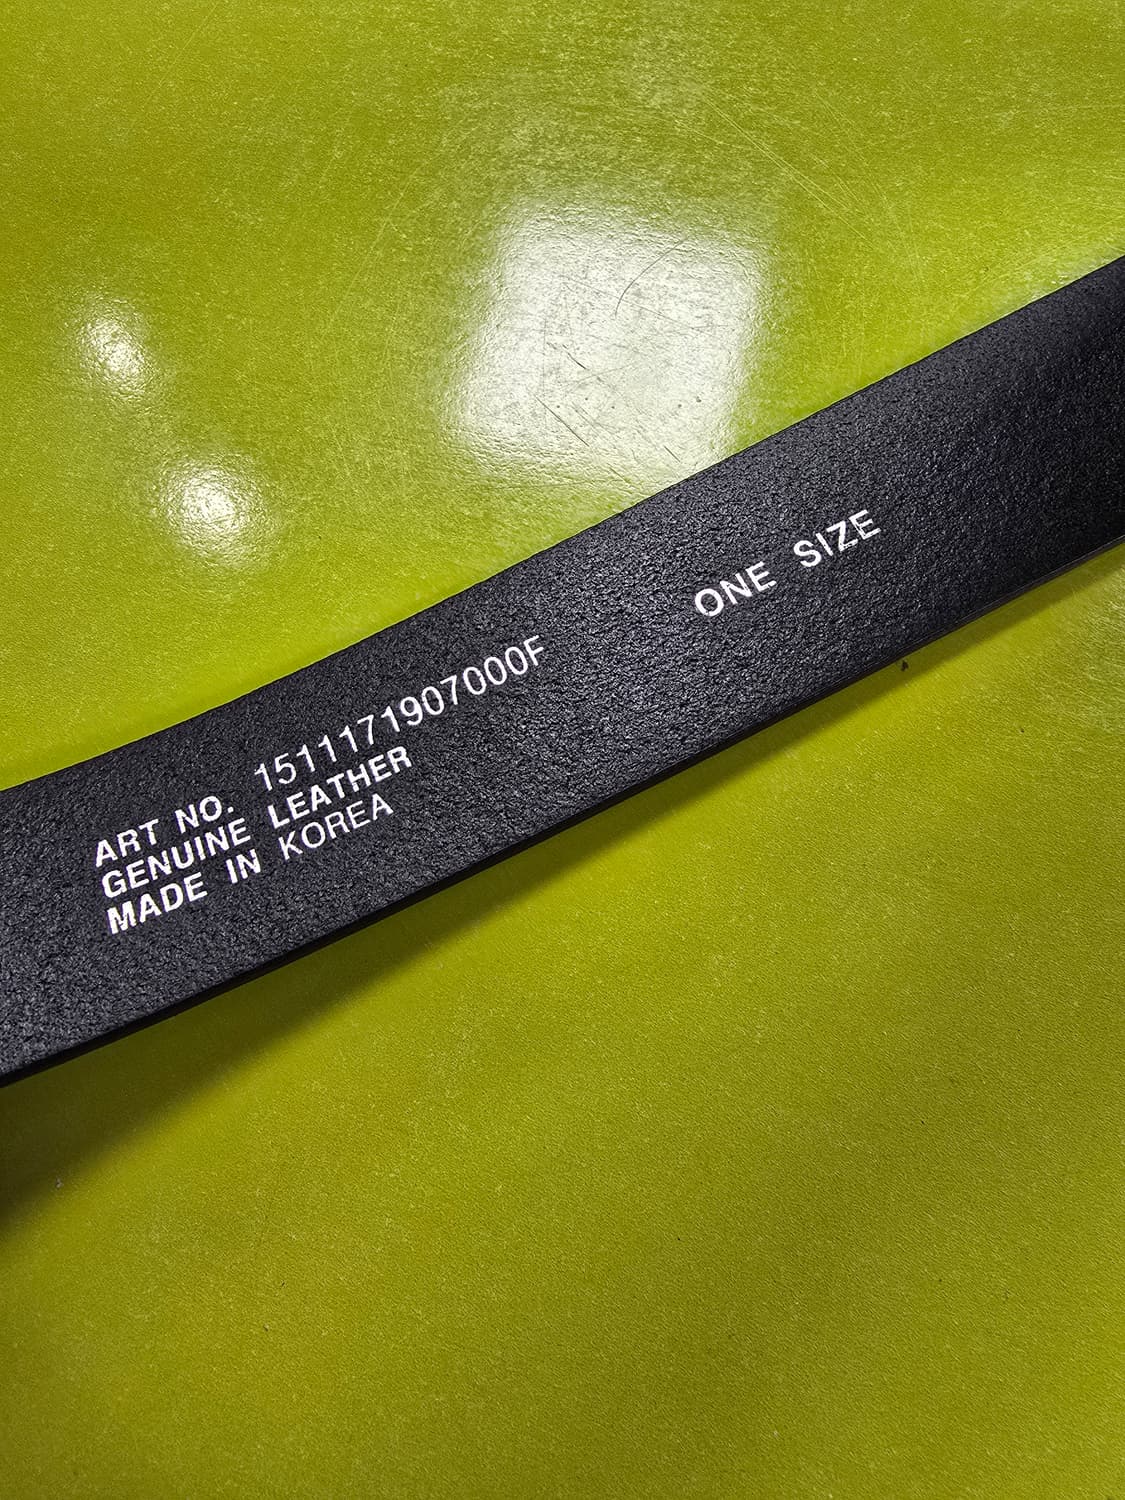 ART NO. 1511171907000F
GENUINE LEATHER
MADE IN KOREA
ONE SIZE